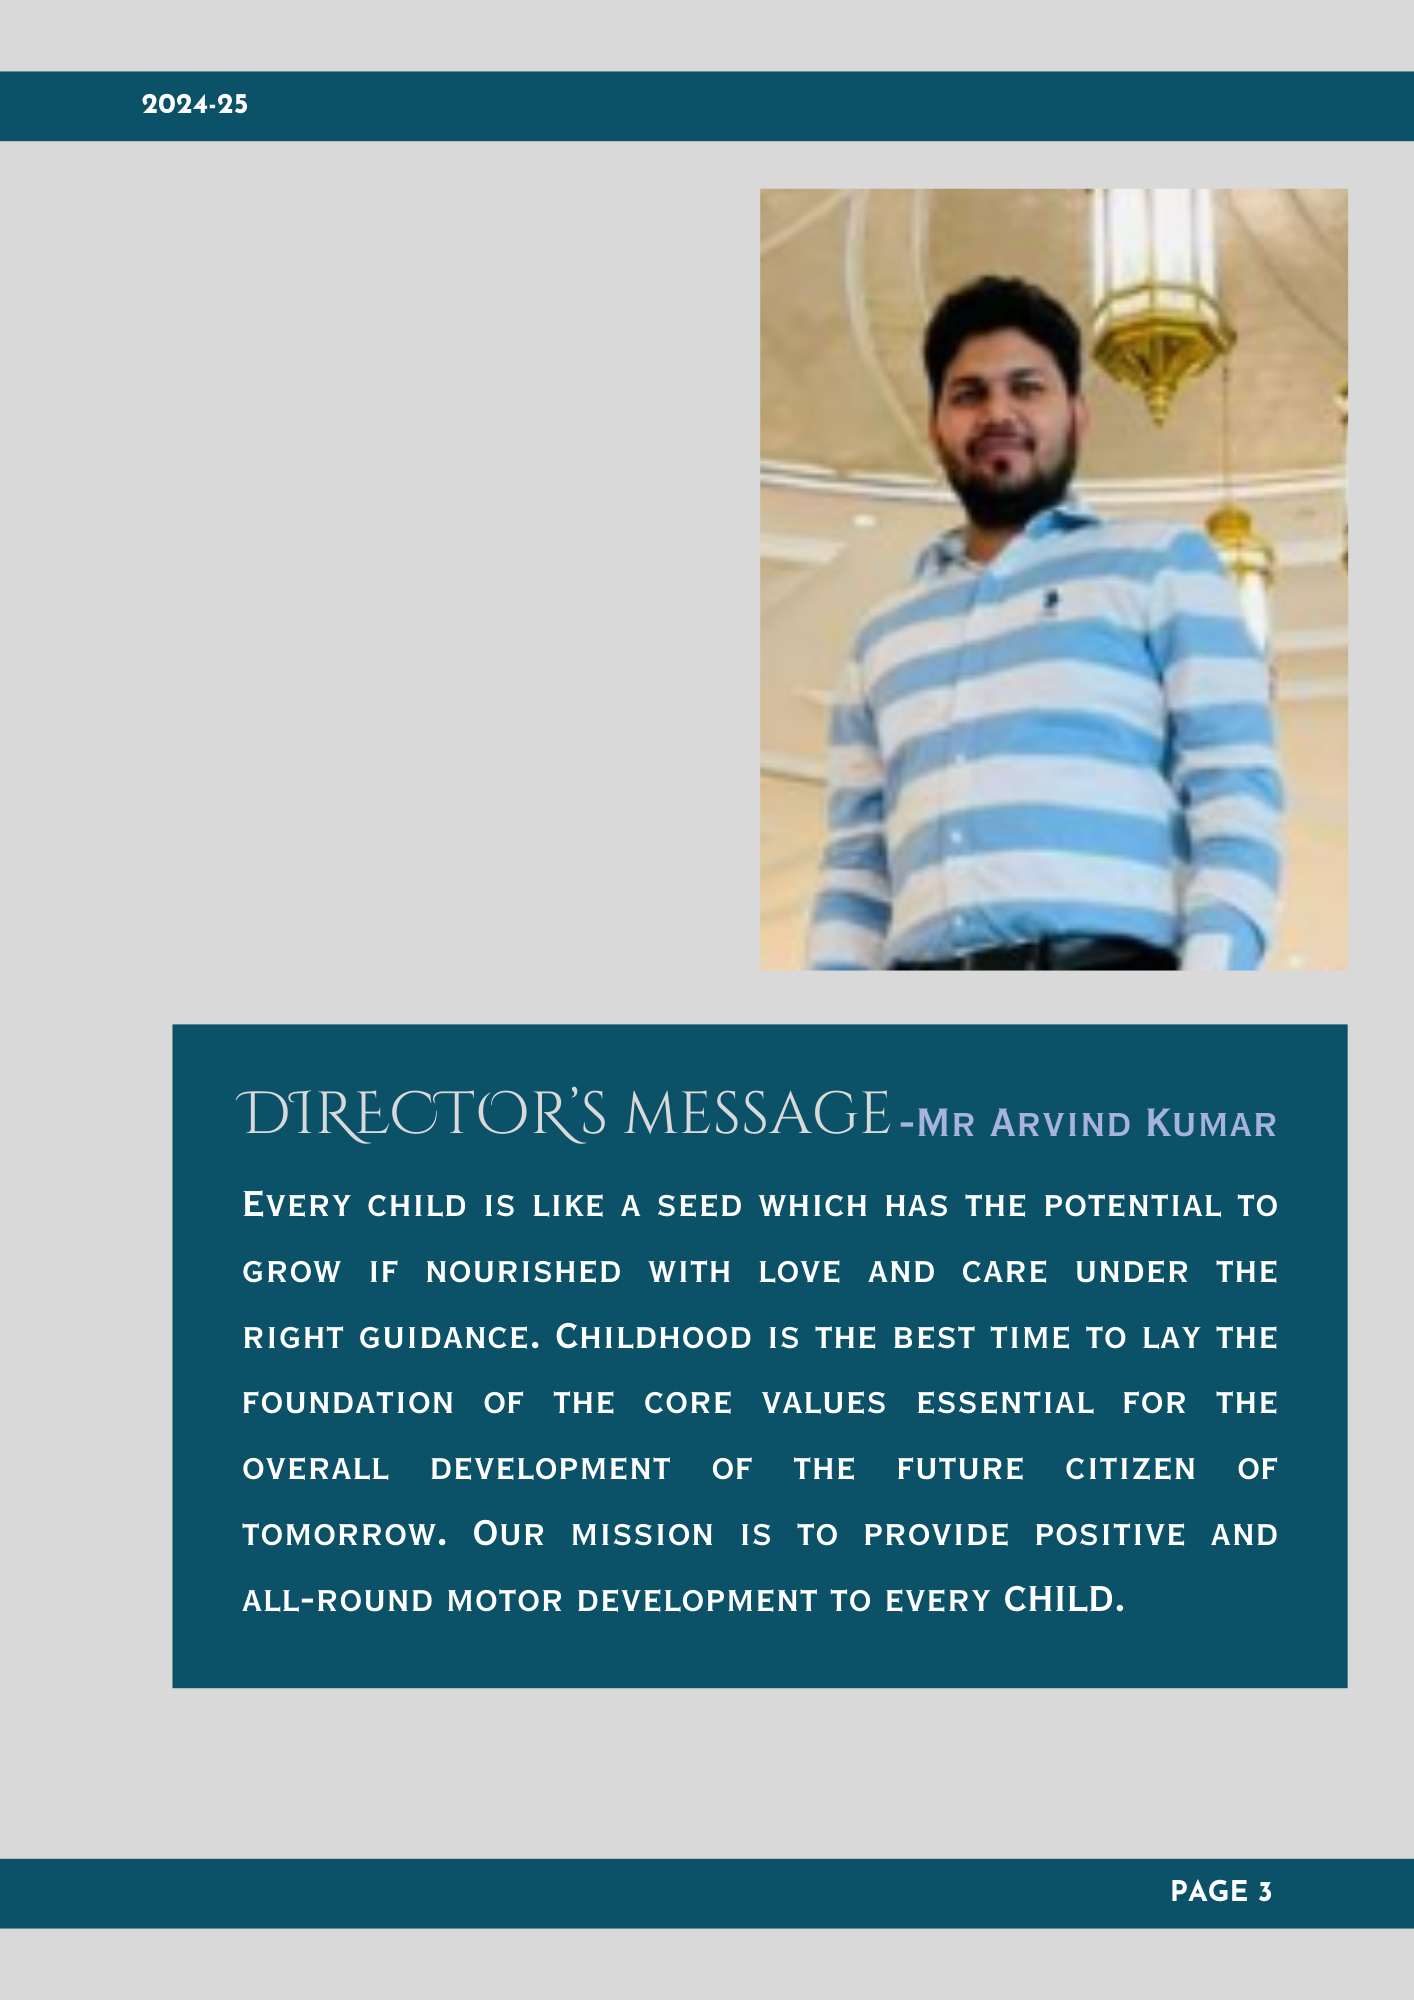 2024-25
DIRECTOR’S MESSAGE -Mr Arvind Kumar
Every child is like a seed which has the potential to
grow if nourished with love and care under the
right guidance. Childhood is the best time to lay the
foundation of the core values essential for the
overall development of the future citizen of
tomorrow. Our mission is to provide positive and
all-round motor development to every CHILD.
PAGE 3